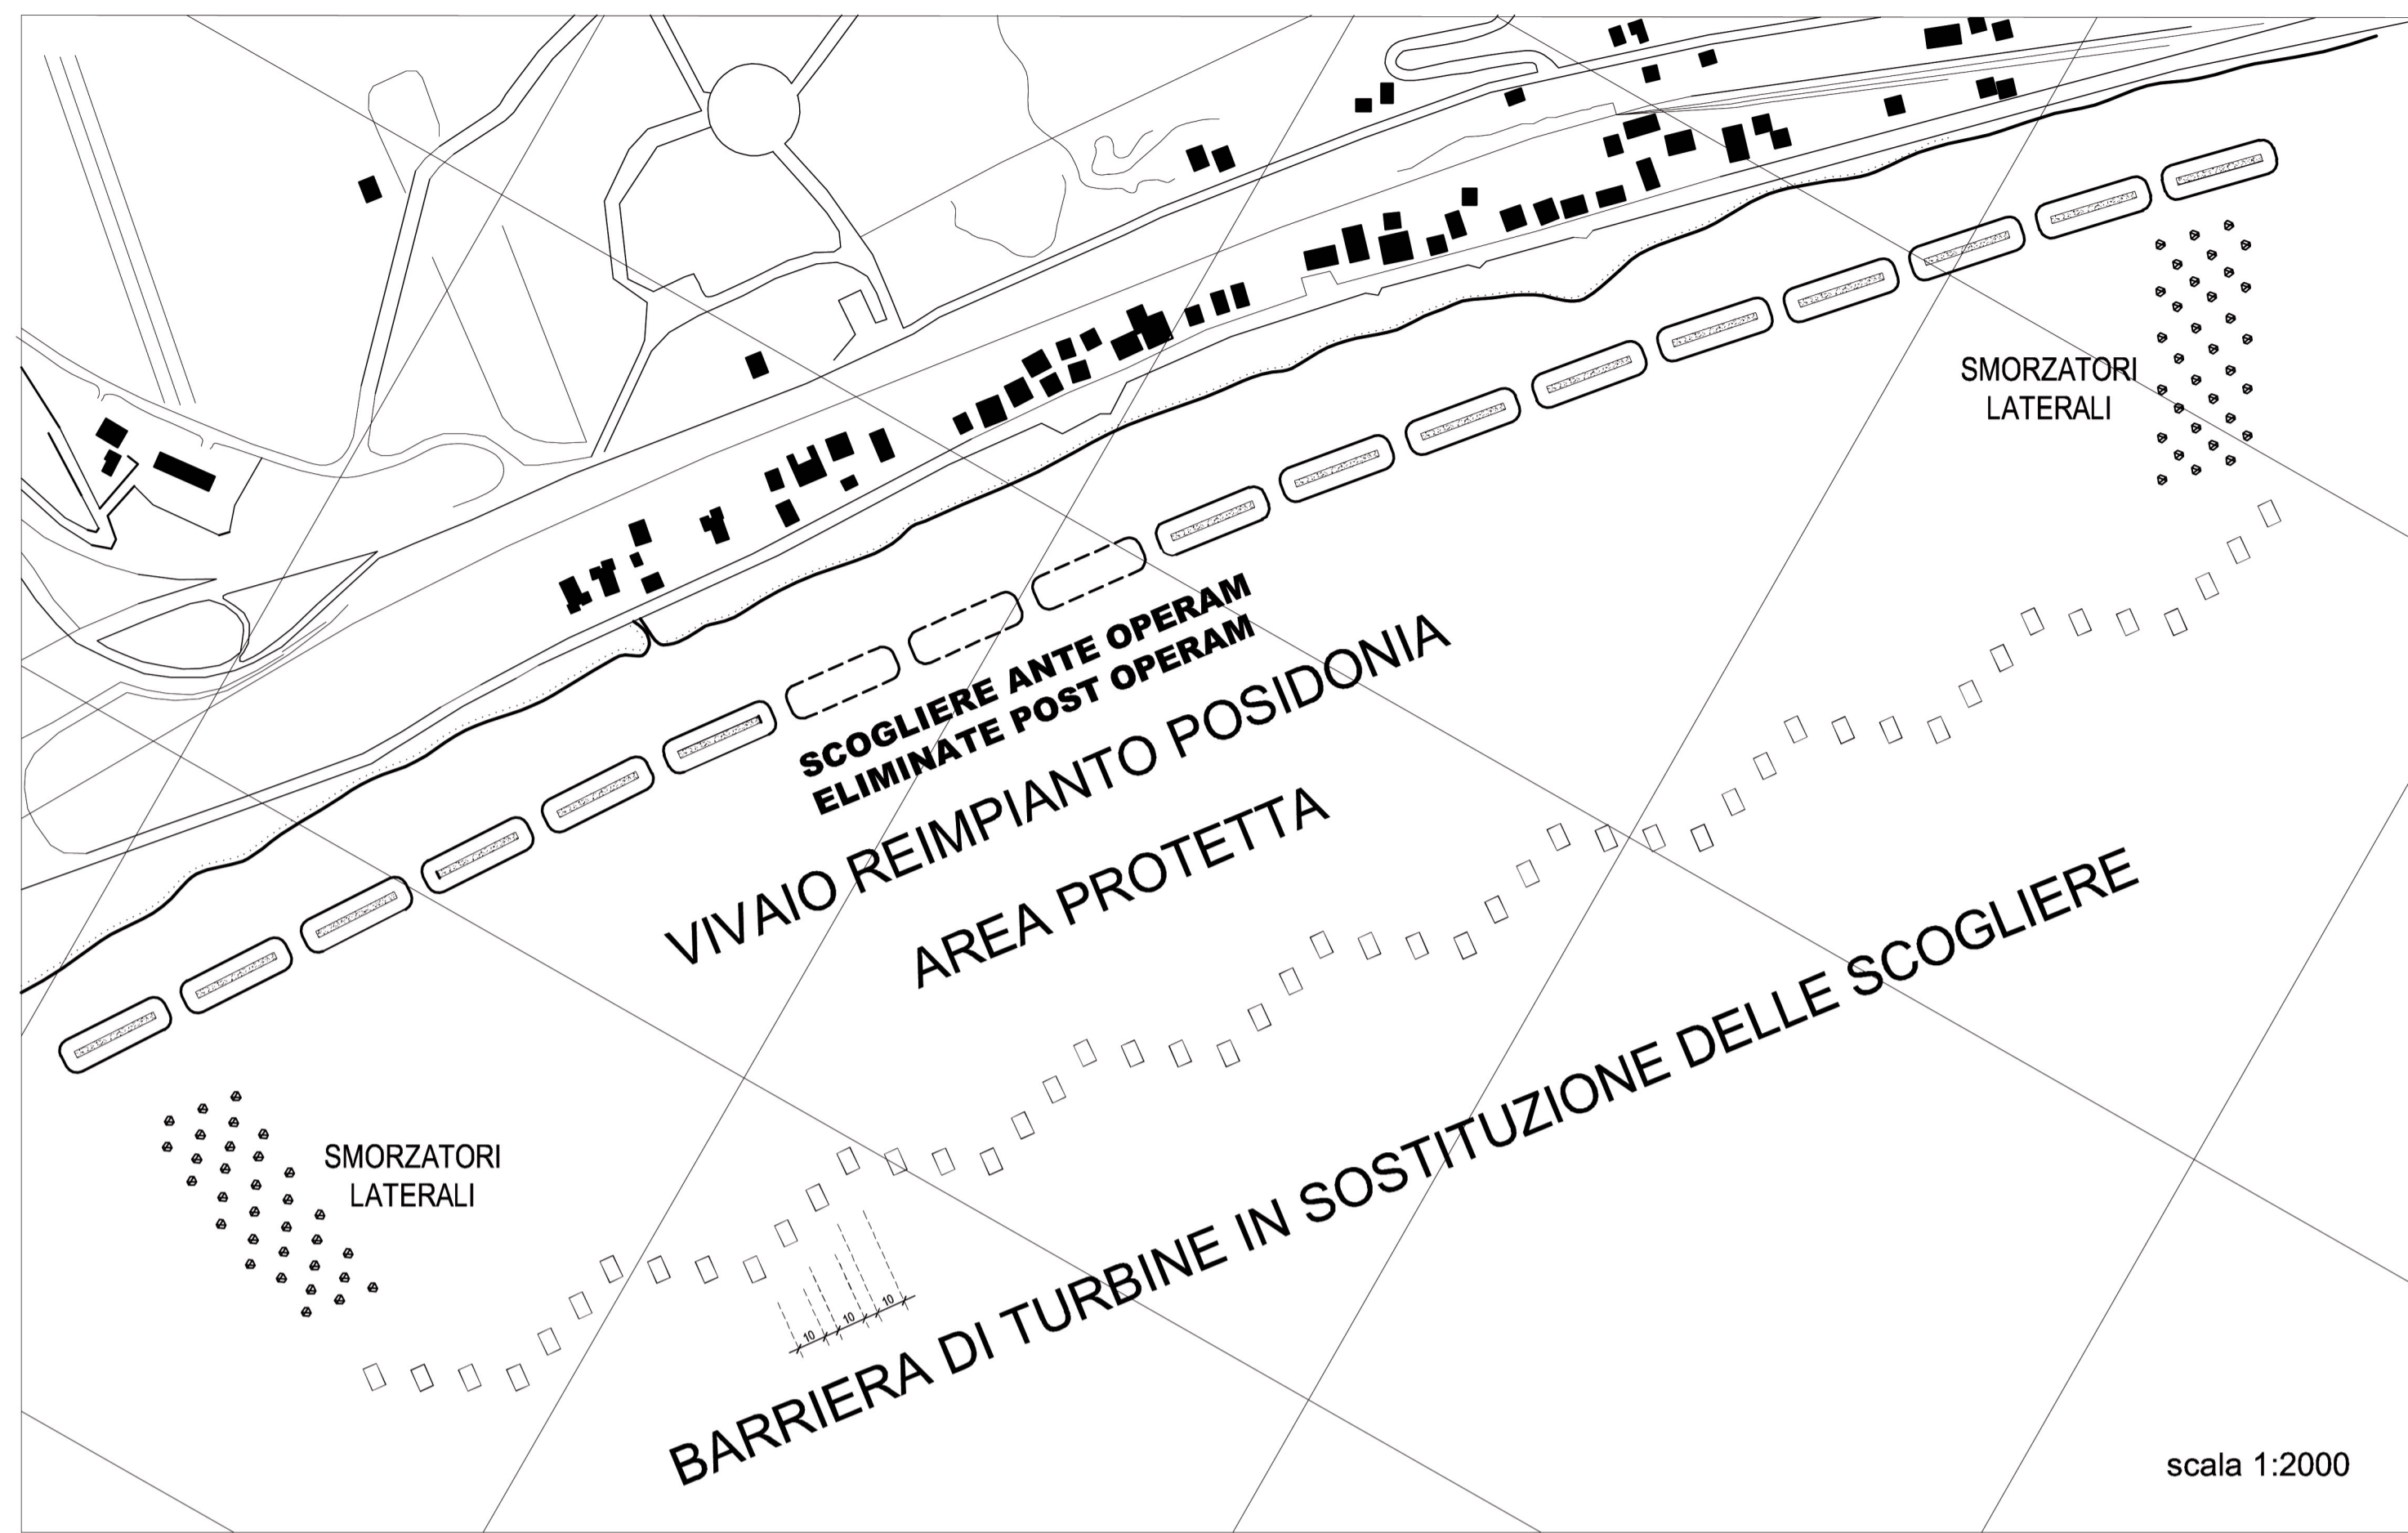 SMORZATORI
LATERALI
SCOGLIERE ANTE OPERAM
ELIMINATE POST OPERAM
VIVAIO REIMPIANTO POSIDONIA
AREA PROTETTA
SMORZATORI
LATERALI
10
10
10
BARRIERA DI TURBINE IN SOSTITUZIONE DELLE SCOGLIERE
scala 1:2000